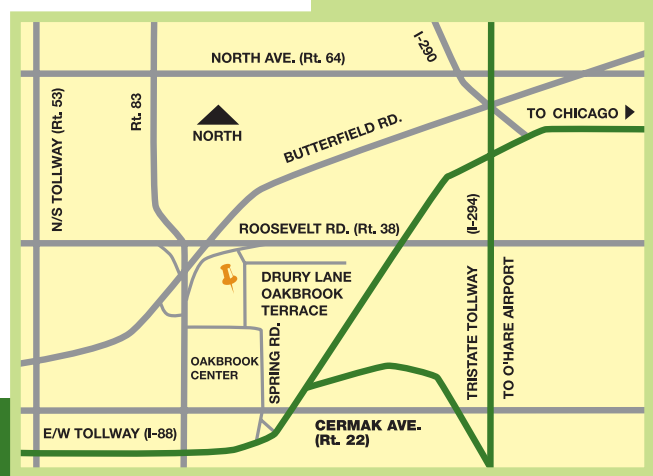 I-290
NORTH AVE. (Rt. 64)
N/S TOLLWAY (Rt. 53)
Rt. 83
NORTH
BUTTERFIELD RD.
TO CHICAGO
ROOSEVELT RD. (Rt. 38)
(I-294)
TRISTATE TOLLWAY
TO O'HARE AIRPORT
DRURY LANE
OAKBROOK
TERRACE
SPRING RD.
OAKBROOK
CENTER
E/W TOLLWAY (I-88)
CERMAK AVE.
(Rt. 22)